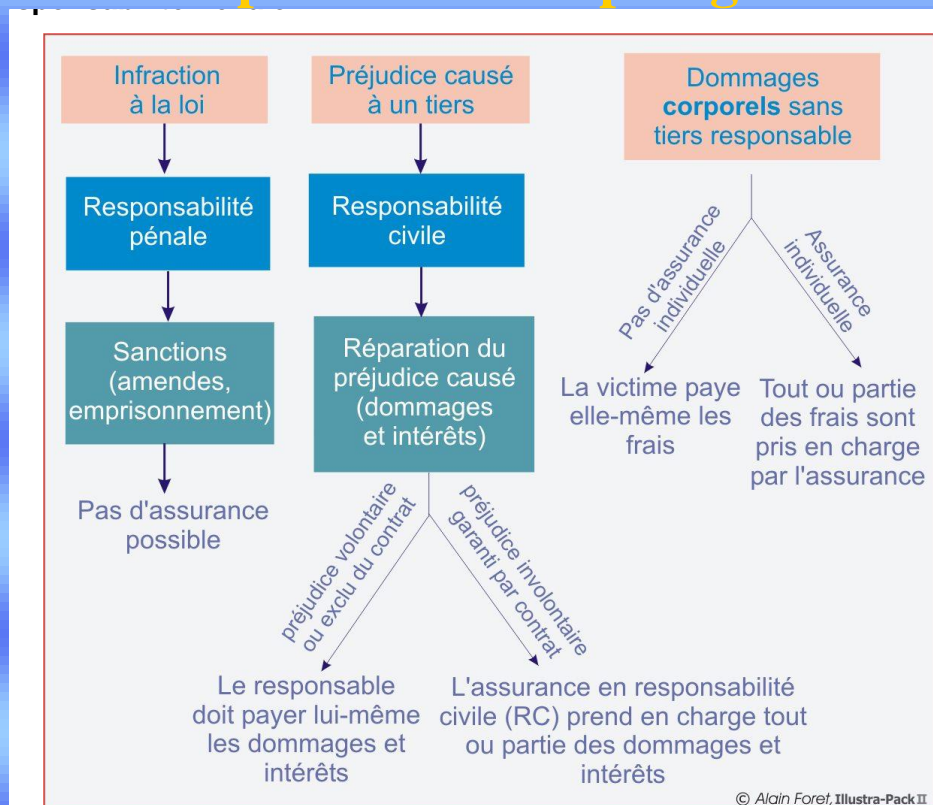 Infraction
à la loi
Responsabilité
pénale
Sanctions
(amendes,
emprisonnement)
Pas d'assurance
possible
Préjudice causé
à un tiers
Responsabilité
civile
Réparation du
préjudice causé
(dommages
et intérêts)
préjudice volontaire
ou exclu du contrat
Le responsable
doit payer lui-même
les dommages et
intérêts
préjudice involontaire
garanti par contrat
L'assurance en responsabilité
civile (RC) prend en charge tout
ou partie des dommages et
intérêts
Dommages
corporels sans
tiers responsable
Pas d'assurance
individuelle
La victime paye
elle-même les
frais
Assurance
individuelle
Tout ou partie
des frais sont
pris en charge
par l'assurance
© Alain Foret, Illustra-Pack II